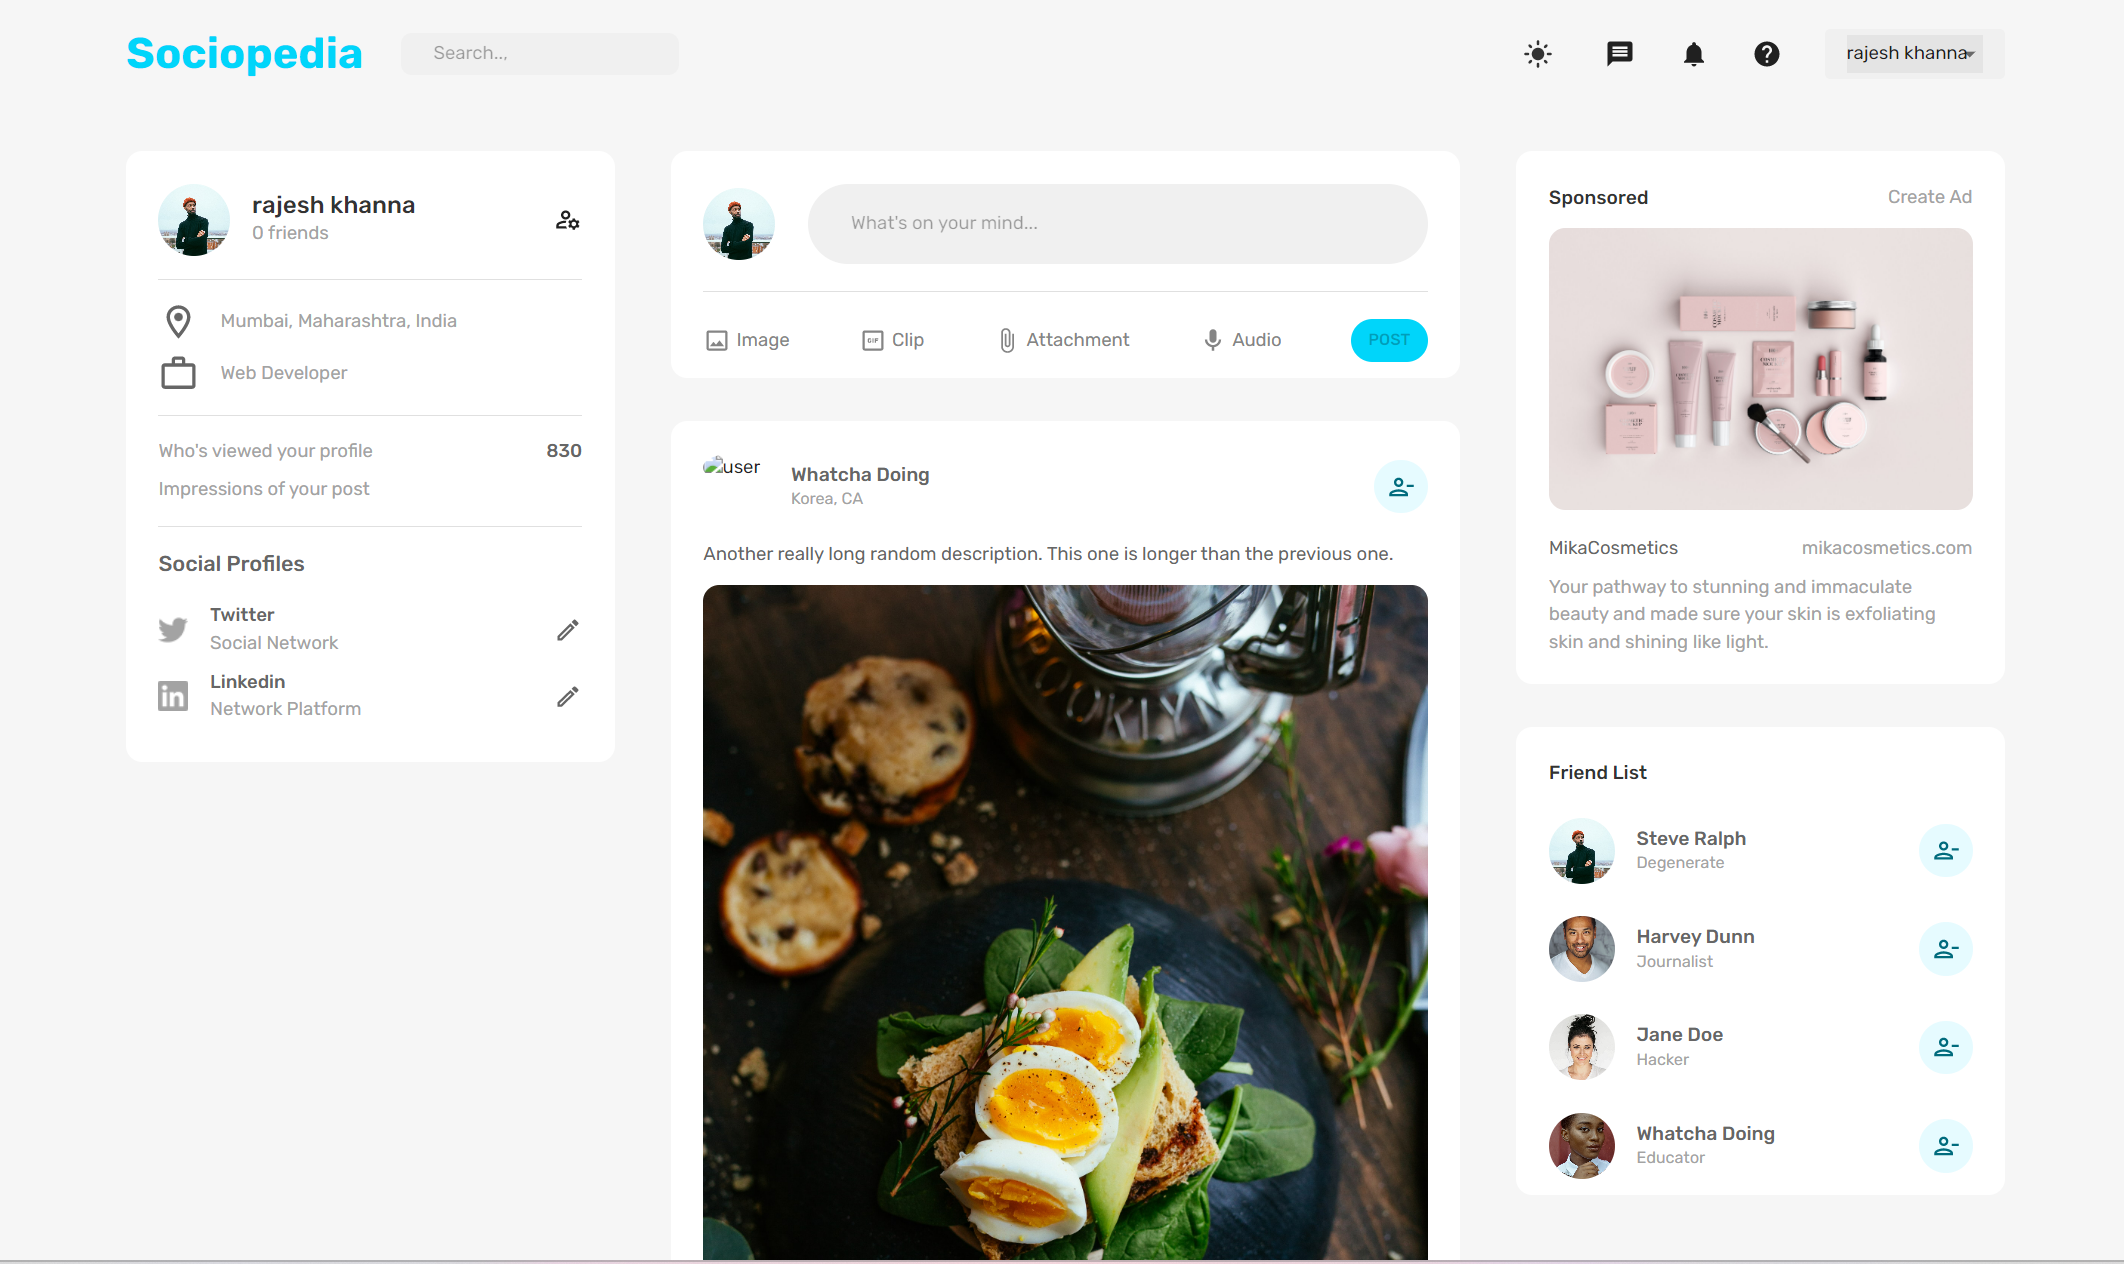 Sociopedia
Search...,
rajesh khanna
rajesh khanna
0 friends
Mumbai, Maharashtra, India
Web Developer
Who's viewed your profile 830
Impressions of your post
Social Profiles
Twitter
Social Network
Linkedin
Network Platform
What's on your mind...
Image
GIF
Clip
Attachment
Audio
POST
user
Whatcha Doing
Korea, CA
Another really long random description. This one is longer than the previous one.
Sponsored
Create Ad
MikaCosmetics
mikacosmetics.com
Your pathway to stunning and immaculate
beauty and made sure your skin is exfoliating
skin and shining like light.
Friend List
Steve Ralph
Degenerate
Harvey Dunn
Journalist
Jane Doe
Hacker
Whatcha Doing
Educator